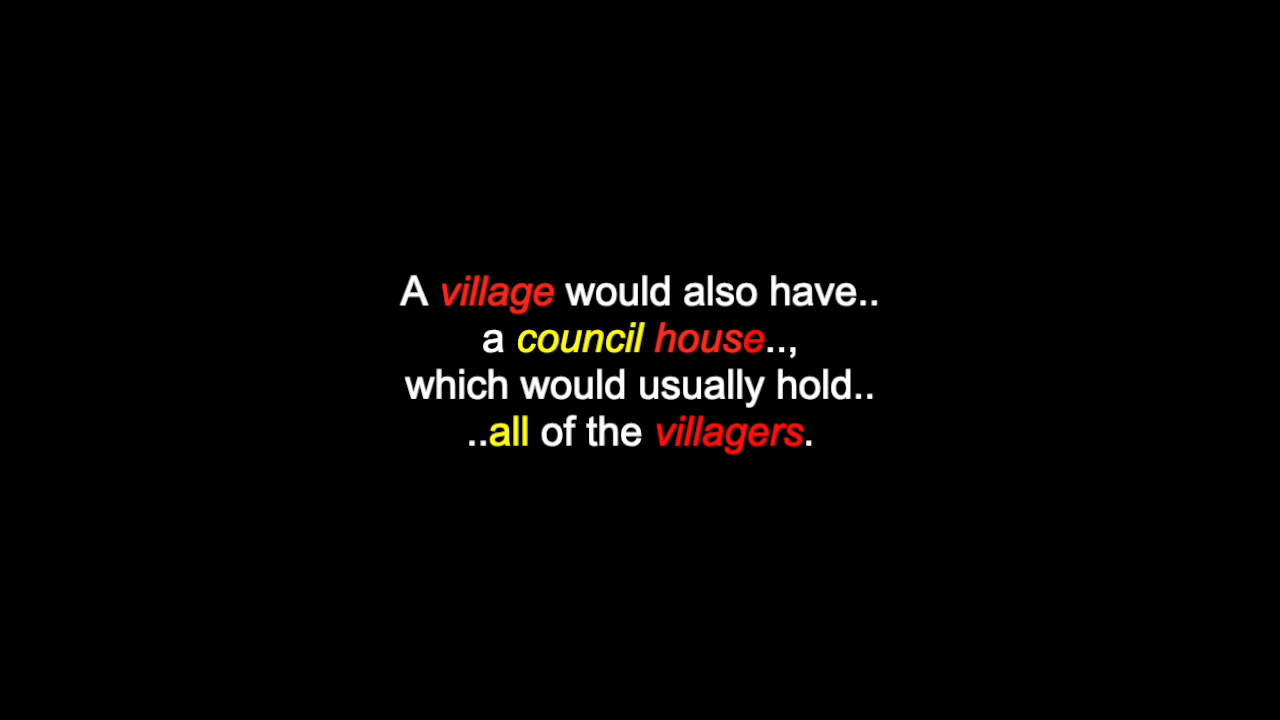 A village would also have..
a council house..,
which would usually hold..
..all of the villagers.